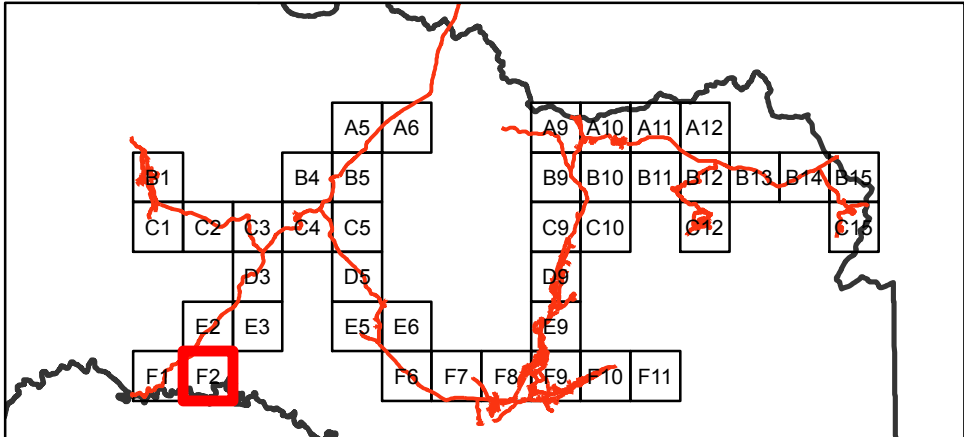 A5 A6 A9 A10 A11 A12
B1 B4 B5 B9 B10 B11 B12 B13 B14 B15
C1 C2 C3 C4 C5 C9 C10 C12 C15
D3 D5 D9
E2 E3 E5 E6 E9
F1 F2 F6 F7 F8 F9 F10 F11